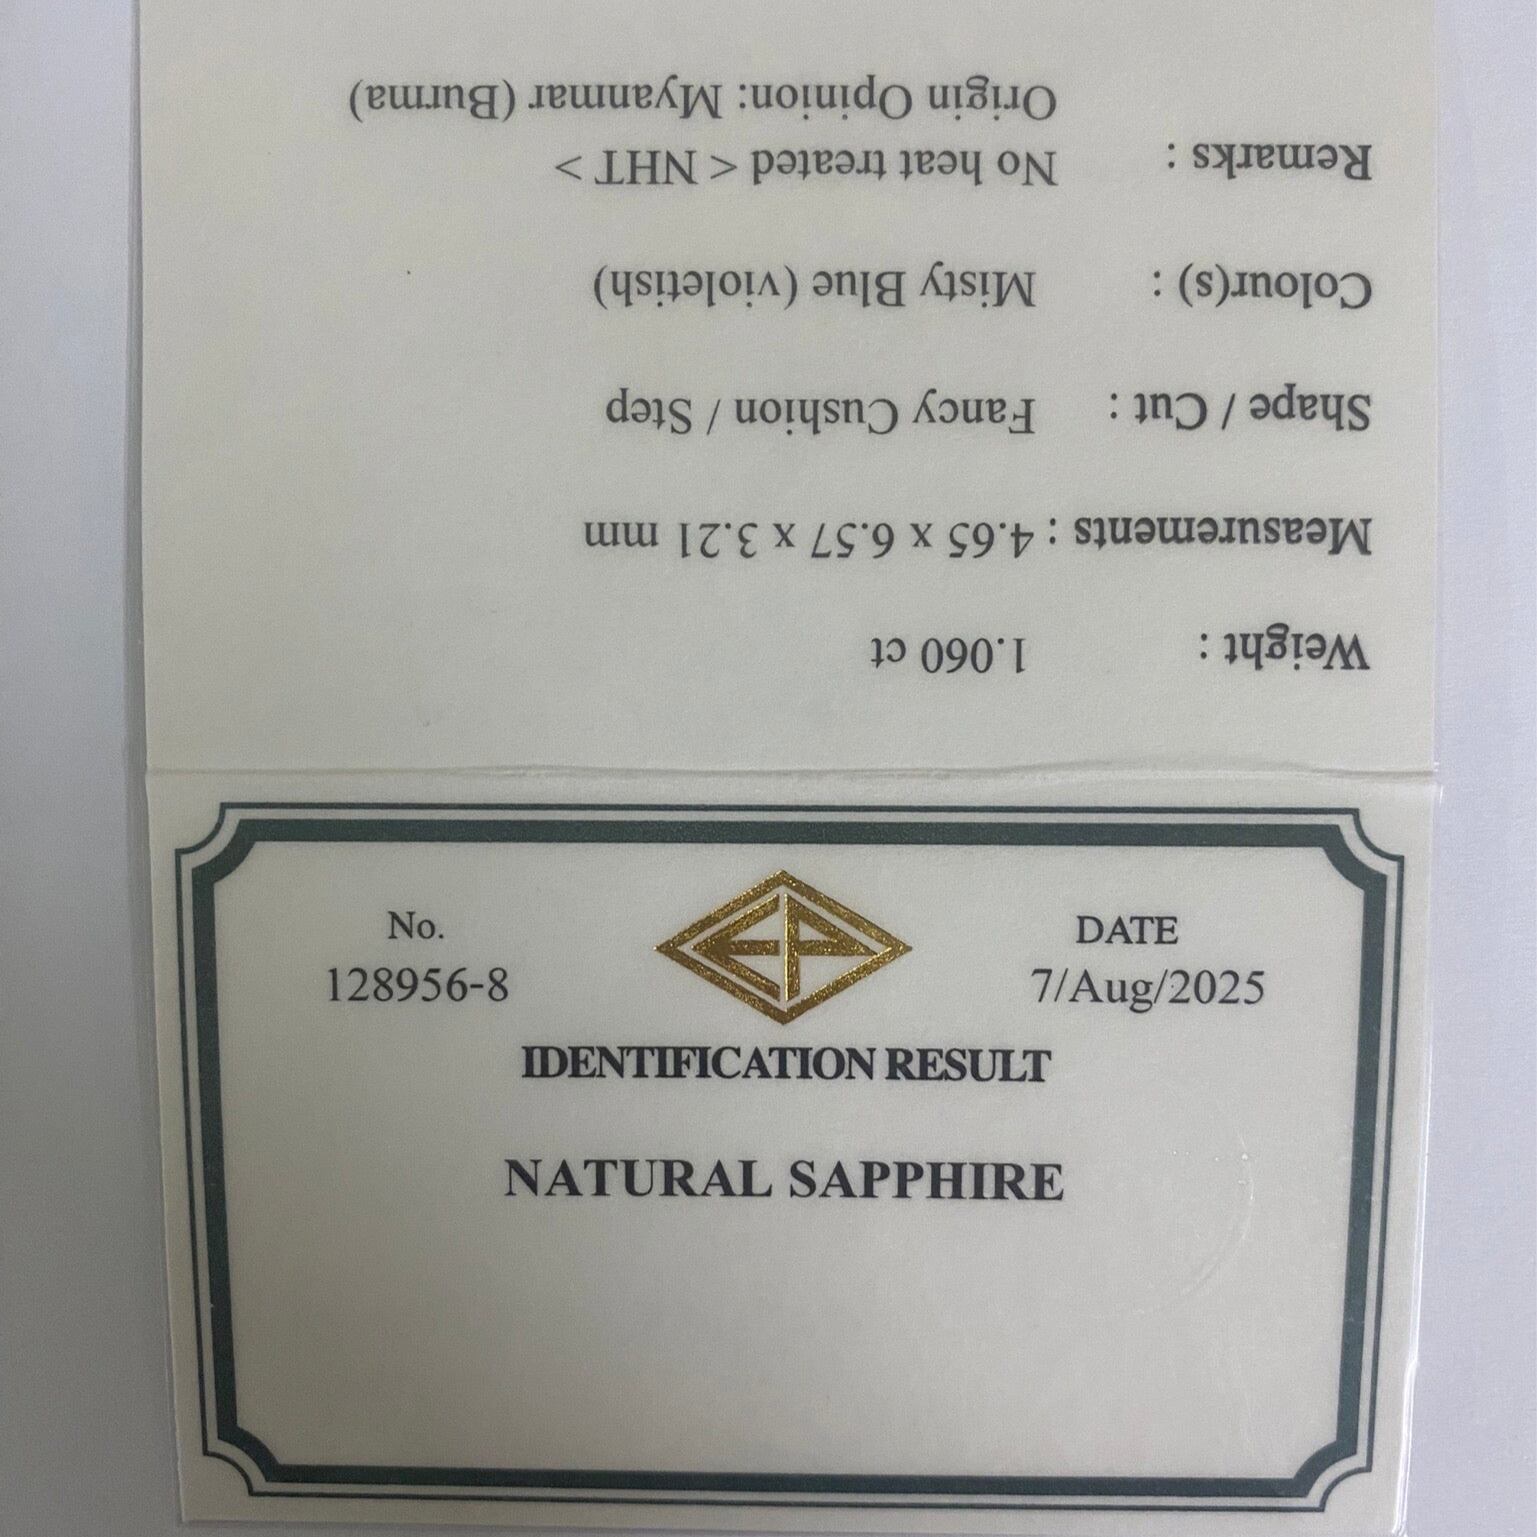 No.
128956-8
EP
DATE
7/Aug/2025
IDENTIFICATION RESULT
NATURAL SAPPHIRE
Weight : 1.060 ct
Measurements : 4.65 x 6.57 x 3.21 mm
Shape / Cut : Fancy Cushion / Step
Colour(s) : Misty Blue (violetish)
Remarks : No heat treated < NHT >
Origin Opinion: Myanmar (Burma)